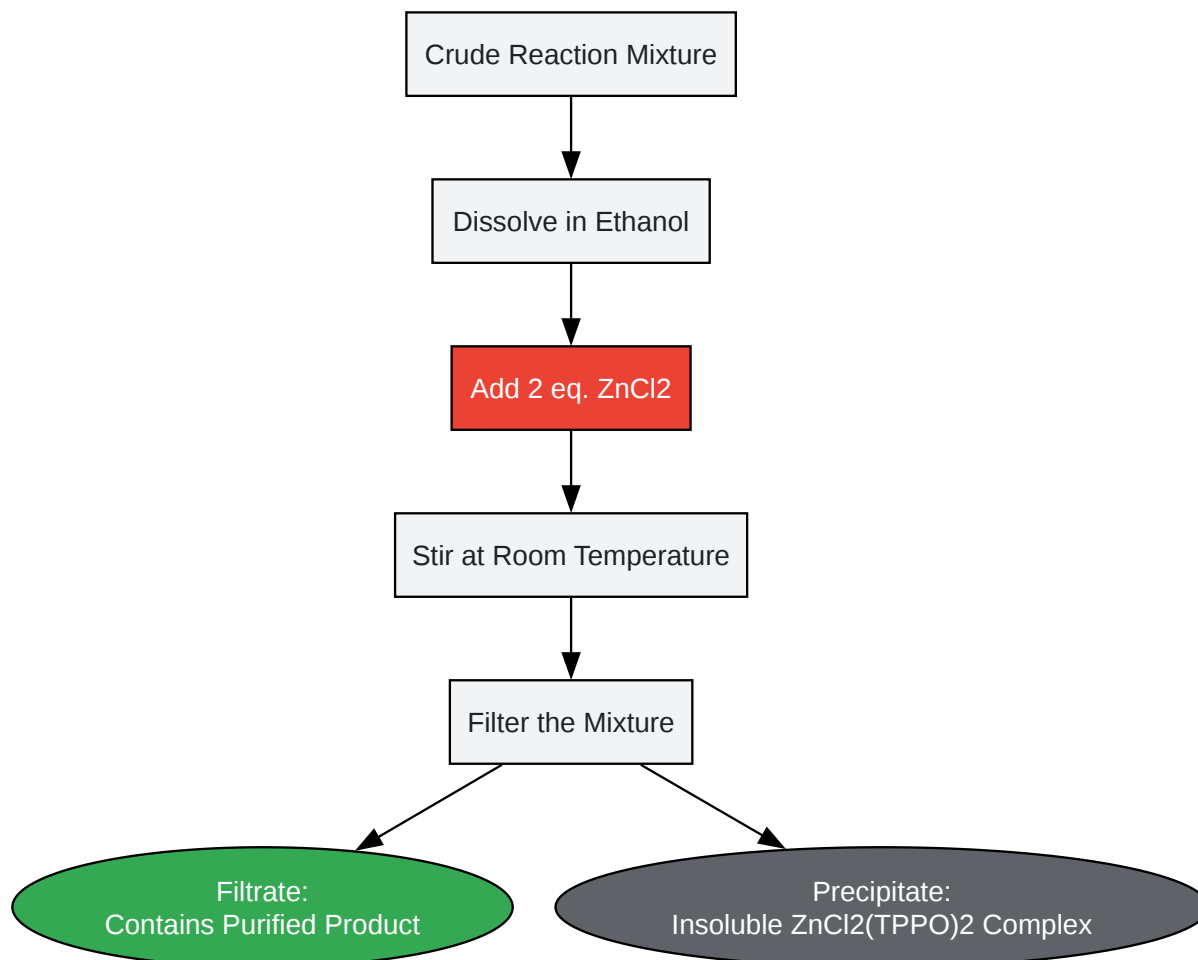 Crude Reaction Mixture
Dissolve in Ethanol
Add 2 eq. ZnCl2
Stir at Room Temperature
Filter the Mixture
Filtrate:
Contains Purified Product
Precipitate:
Insoluble ZnCl2(TPPO)2 Complex